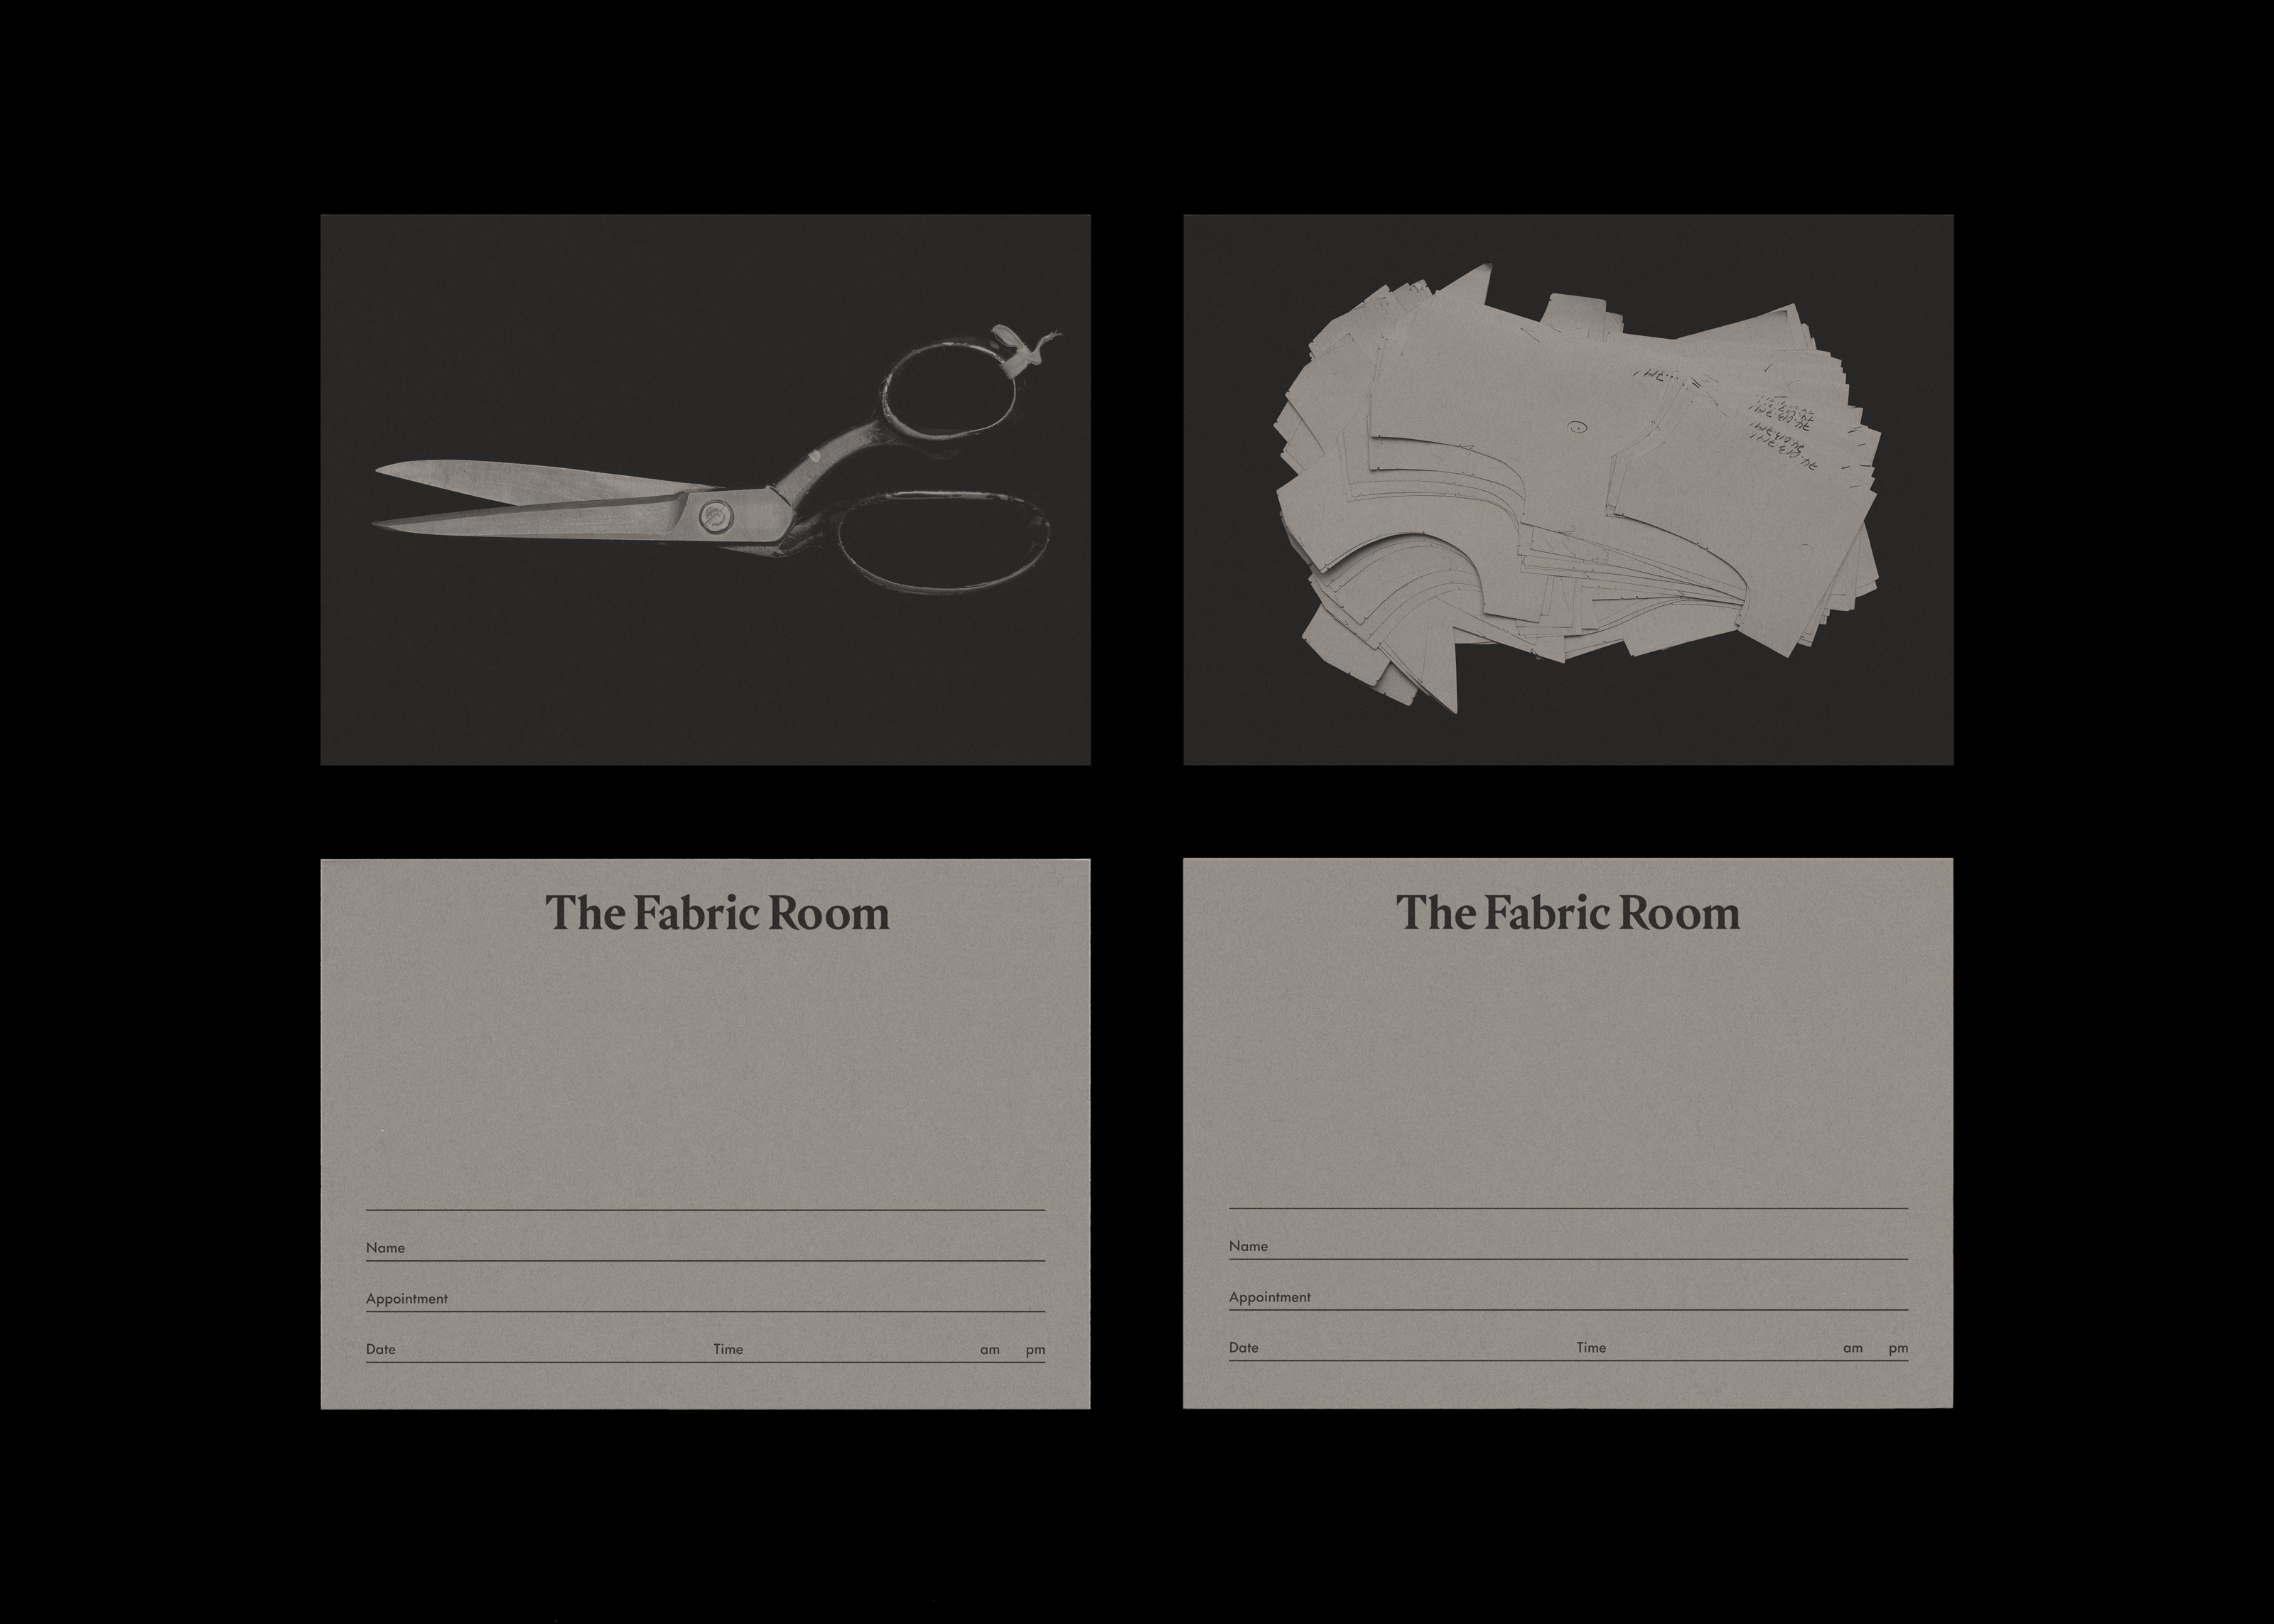 The Fabric Room
Name
Appointment
Date Time am pm
The Fabric Room
Name
Appointment
Date Time am pm